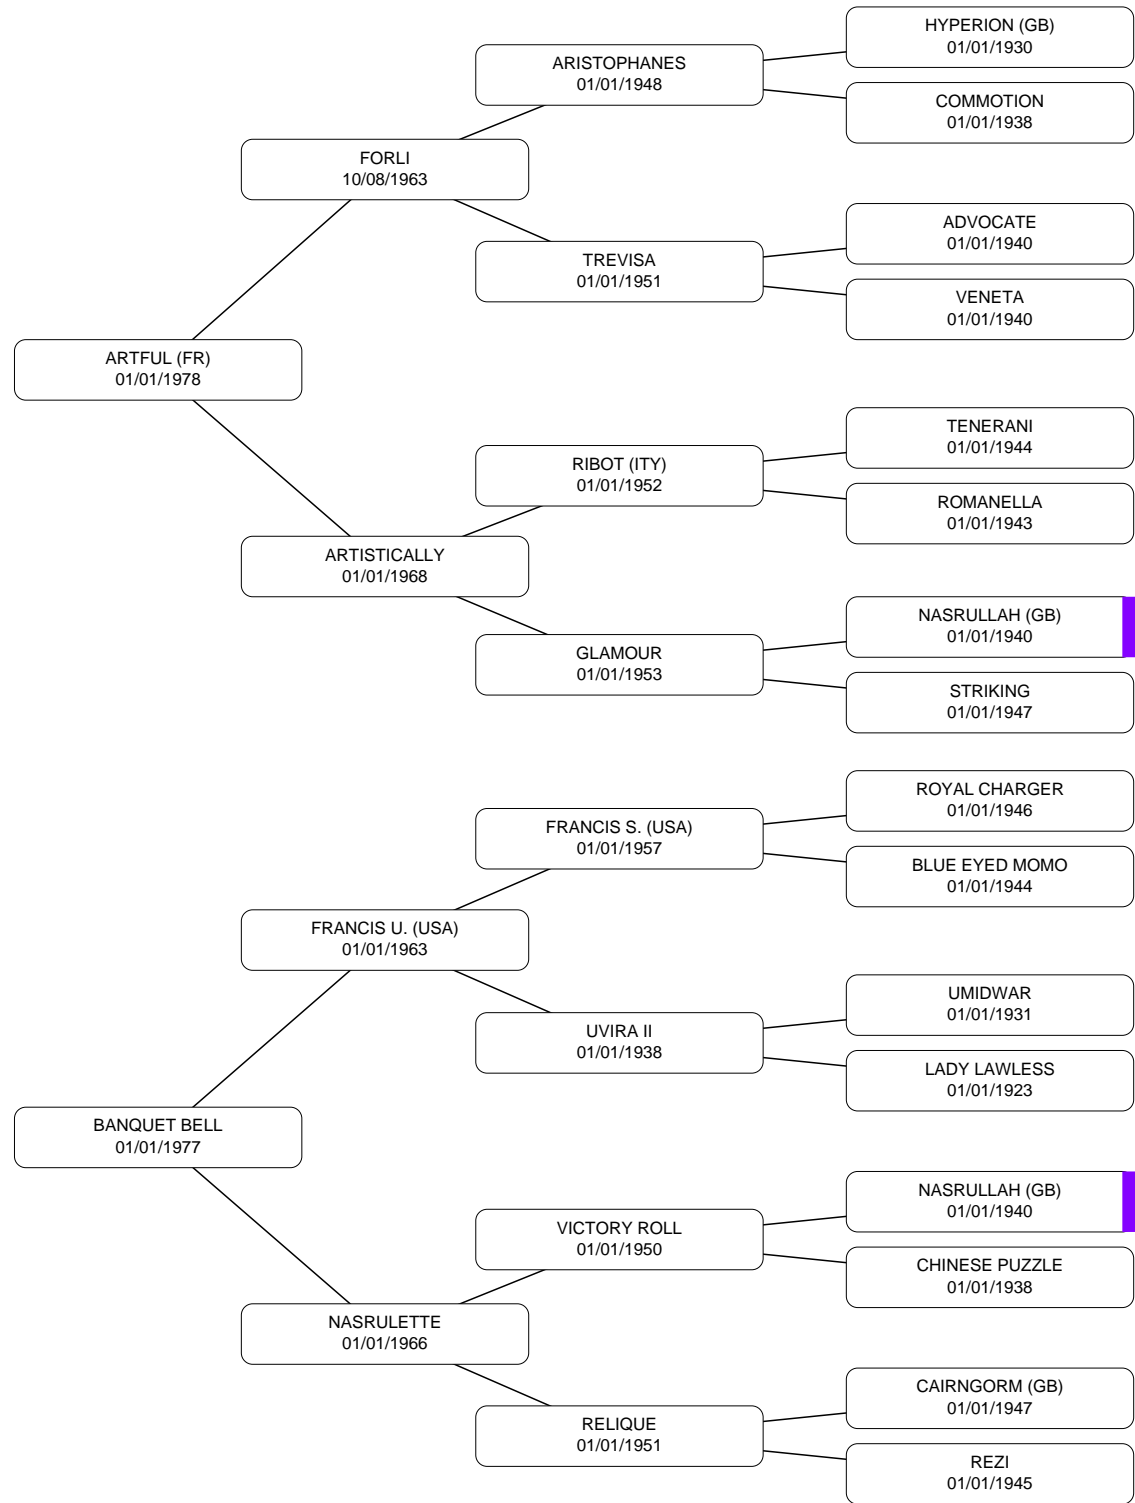 HYPERION (GB)
01/01/1930
ARISTOPHANES
01/01/1948
COMMOTION
01/01/1938
FORLI
10/08/1963
ADVOCATE
01/01/1940
TREVISA
01/01/1951
VENETA
01/01/1940
ARTFUL (FR)
01/01/1978
TENERANI
01/01/1944
RIBOT (ITY)
01/01/1952
ROMANELLA
01/01/1943
ARTISTICALLY
01/01/1968
NASRULLAH (GB)
01/01/1940
GLAMOUR
01/01/1953
STRIKING
01/01/1947
ROYAL CHARGER
01/01/1946
FRANCIS S. (USA)
01/01/1957
BLUE EYED MOMO
01/01/1944
FRANCIS U. (USA)
01/01/1963
UMIDWAR
01/01/1931
UVIRA II
01/01/1938
LADY LAWLESS
01/01/1923
BANQUET BELL
01/01/1977
NASRULLAH (GB)
01/01/1940
VICTORY ROLL
01/01/1950
CHINESE PUZZLE
01/01/1938
NASRULETTE
01/01/1966
CAIRNGORM (GB)
01/01/1947
RELIQUE
01/01/1951
REZI
01/01/1945